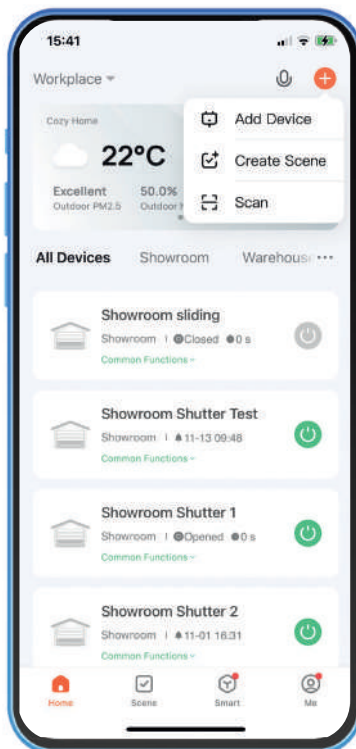 15:41
Workplace
Add Device
Create Scene
Scan
Cozy Home
22°C
Excellent 50.0%
Outdoor PM2.5 Outdoor
All Devices Showroom Warehouse ···
Showroom sliding
Showroom | Closed 0 s
Common Functions
Showroom Shutter Test
Showroom | 11-13 09:48
Common Functions
Showroom Shutter 1
Showroom | Opened 0 s
Common Functions
Showroom Shutter 2
Showroom | 11-01 16:31
Common Functions
Home Scene Smart Me